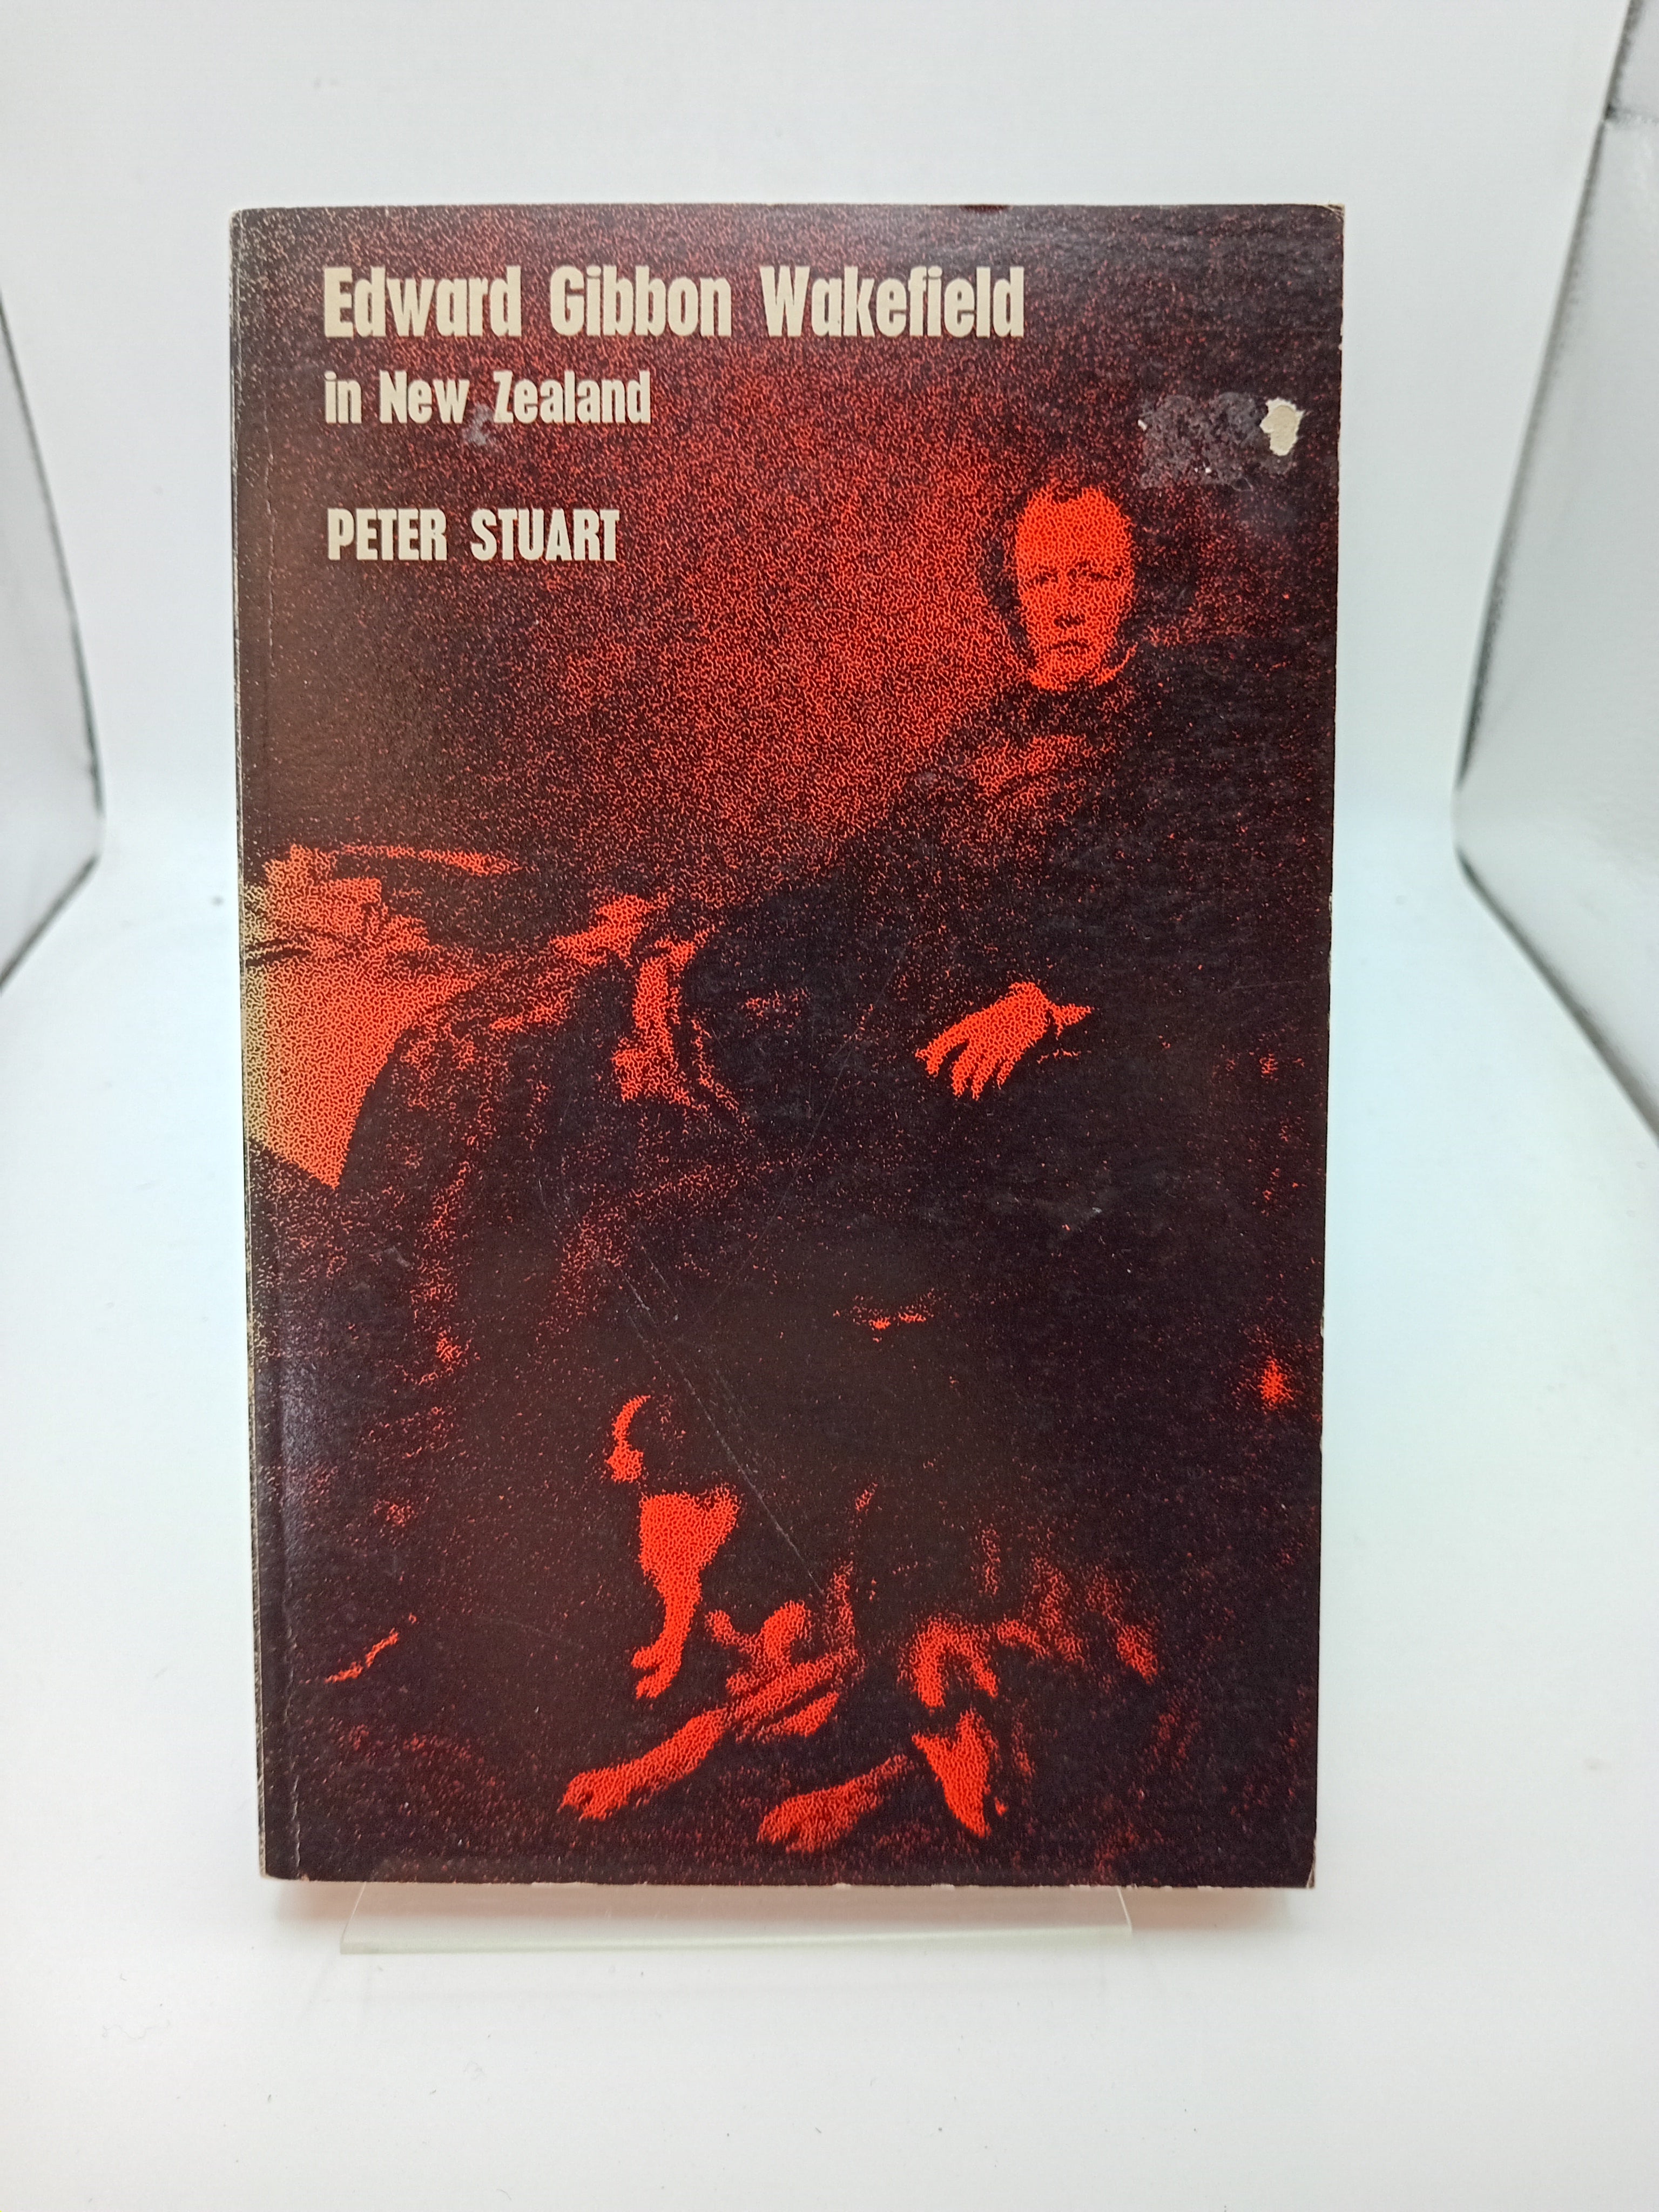 Edward Gibbon Wakefield
in New Zealand
PETER STUART